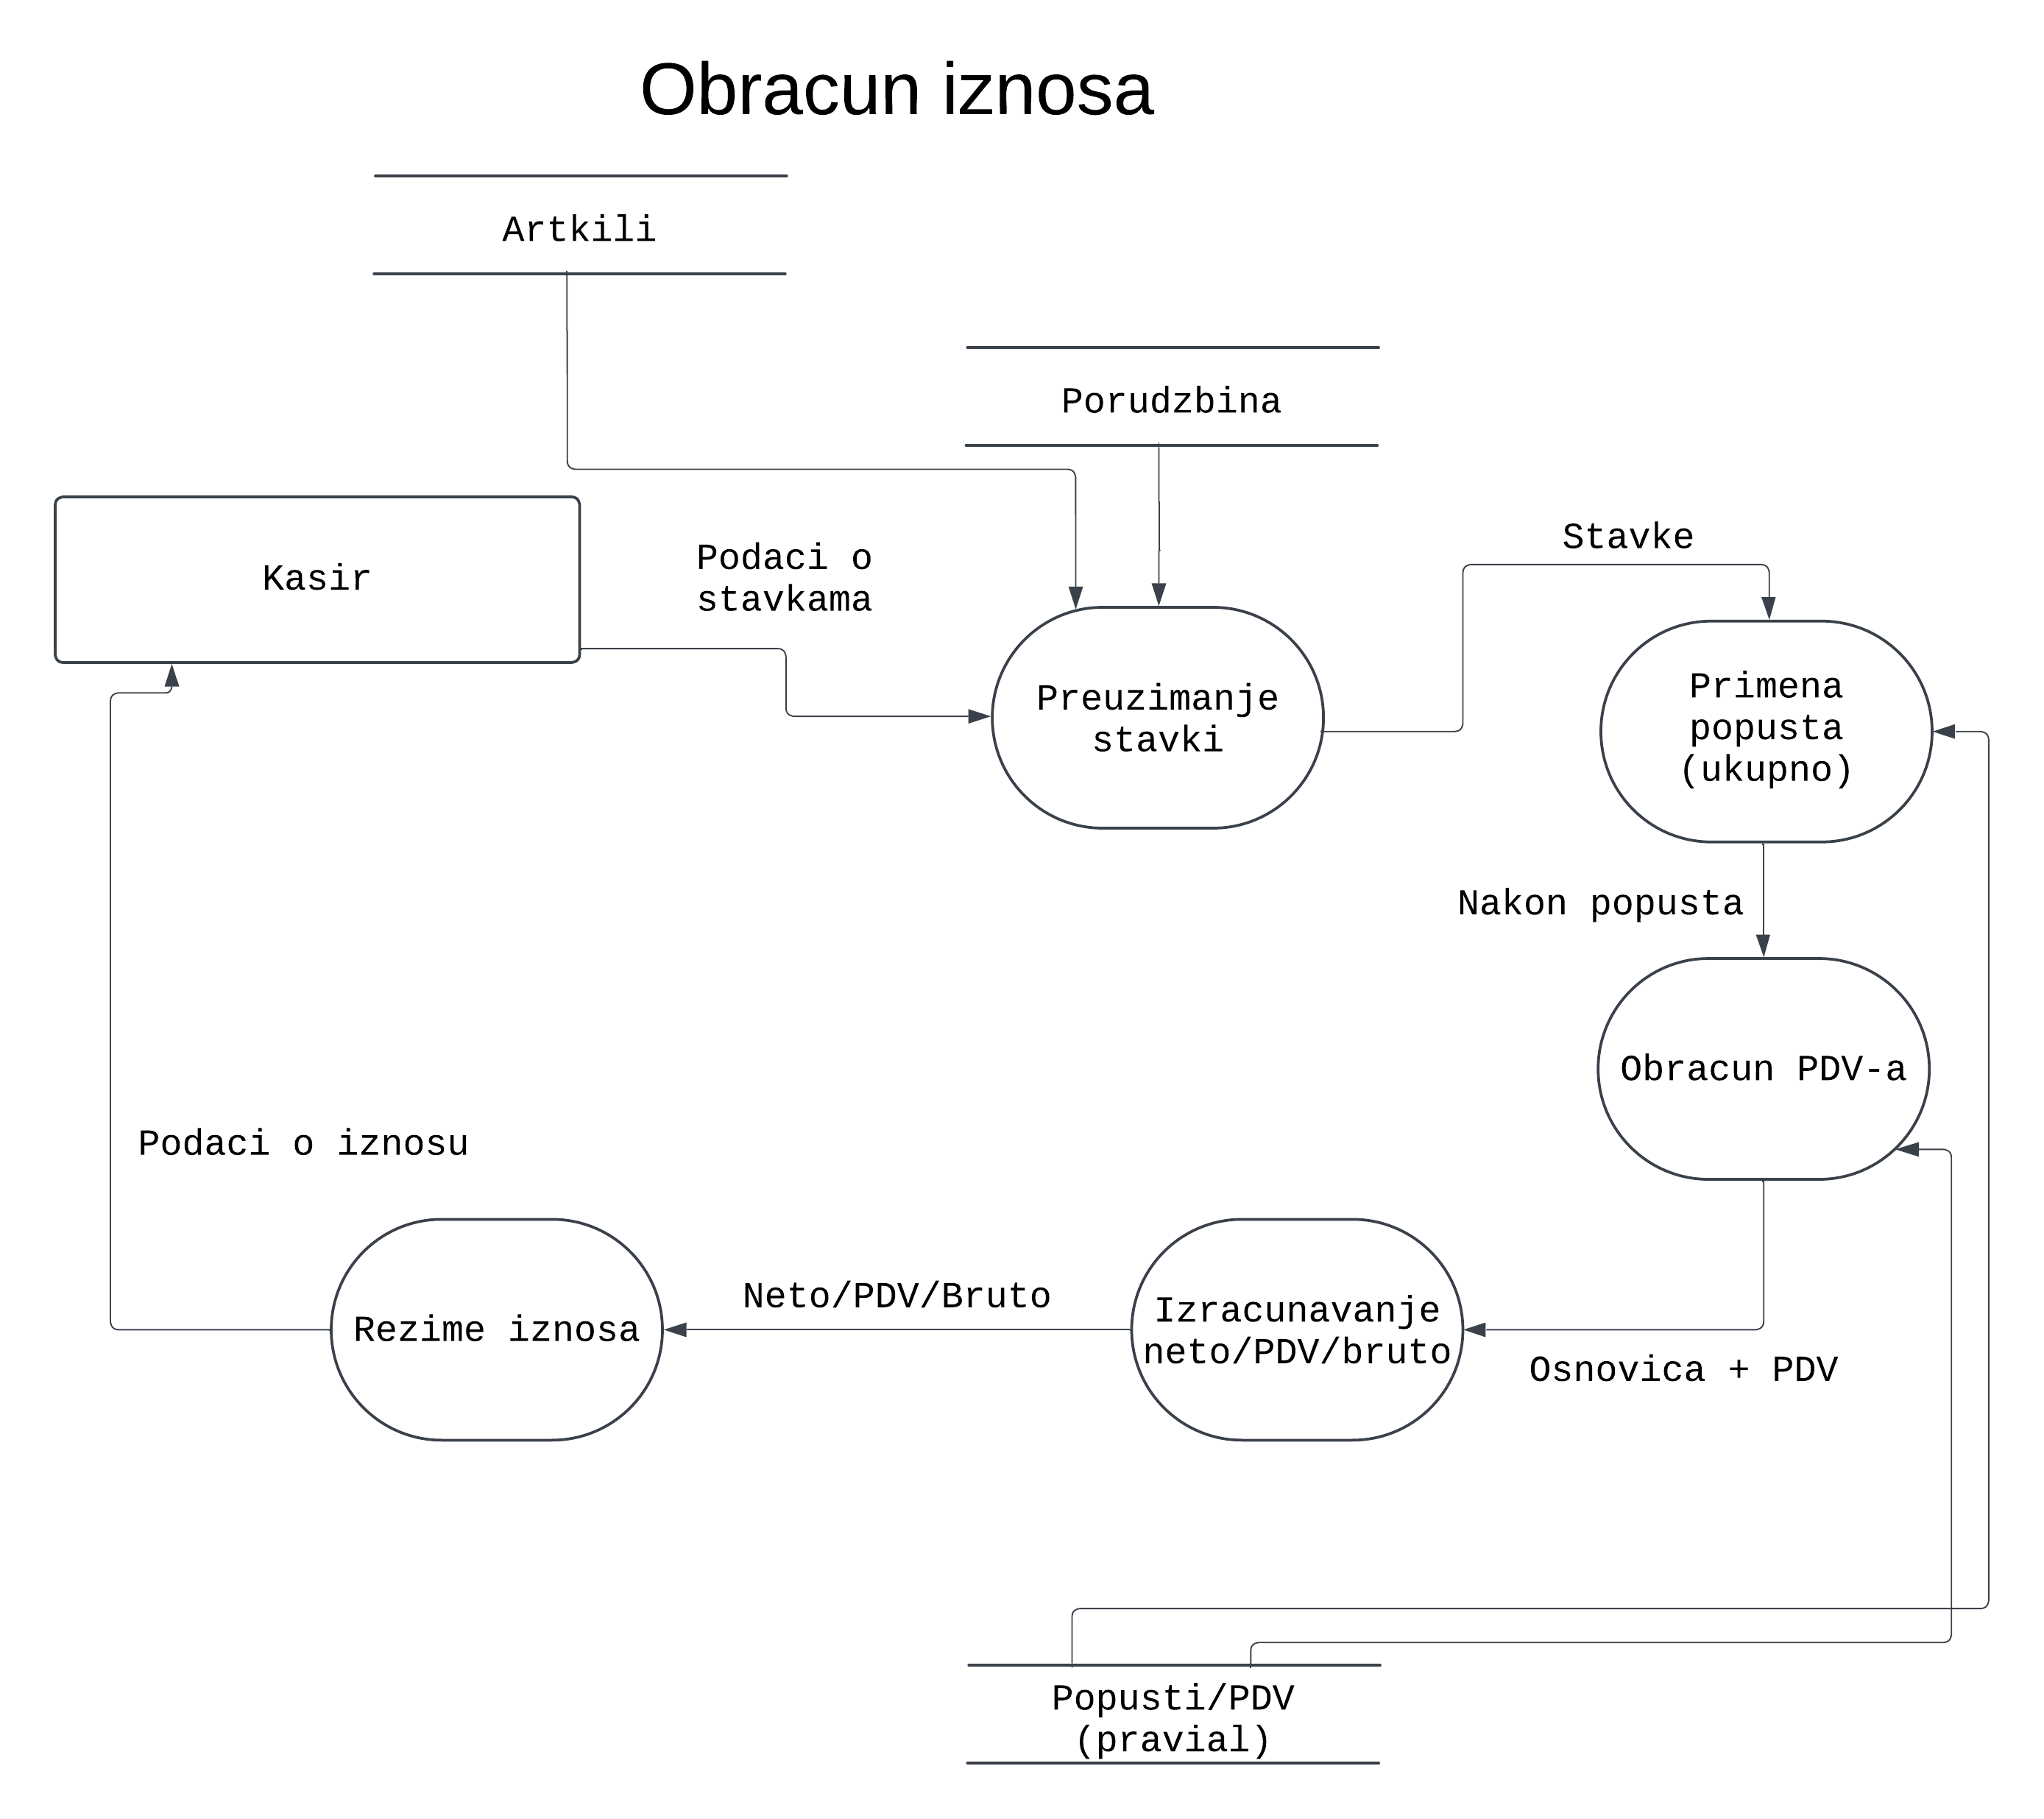 Obracun iznosa
Artkili
Porudzbina
Kasir
Podaci o
stavkama
Stavke
Preuzimanje
stavki
Primena
popusta
(ukupno)
Nakon popusta
Obracun PDV-a
Podaci o iznosu
Rezime iznosa
Neto/PDV/Bruto
Izracunavanje
neto/PDV/bruto
Osnovica + PDV
Popusti/PDV
(pravial)